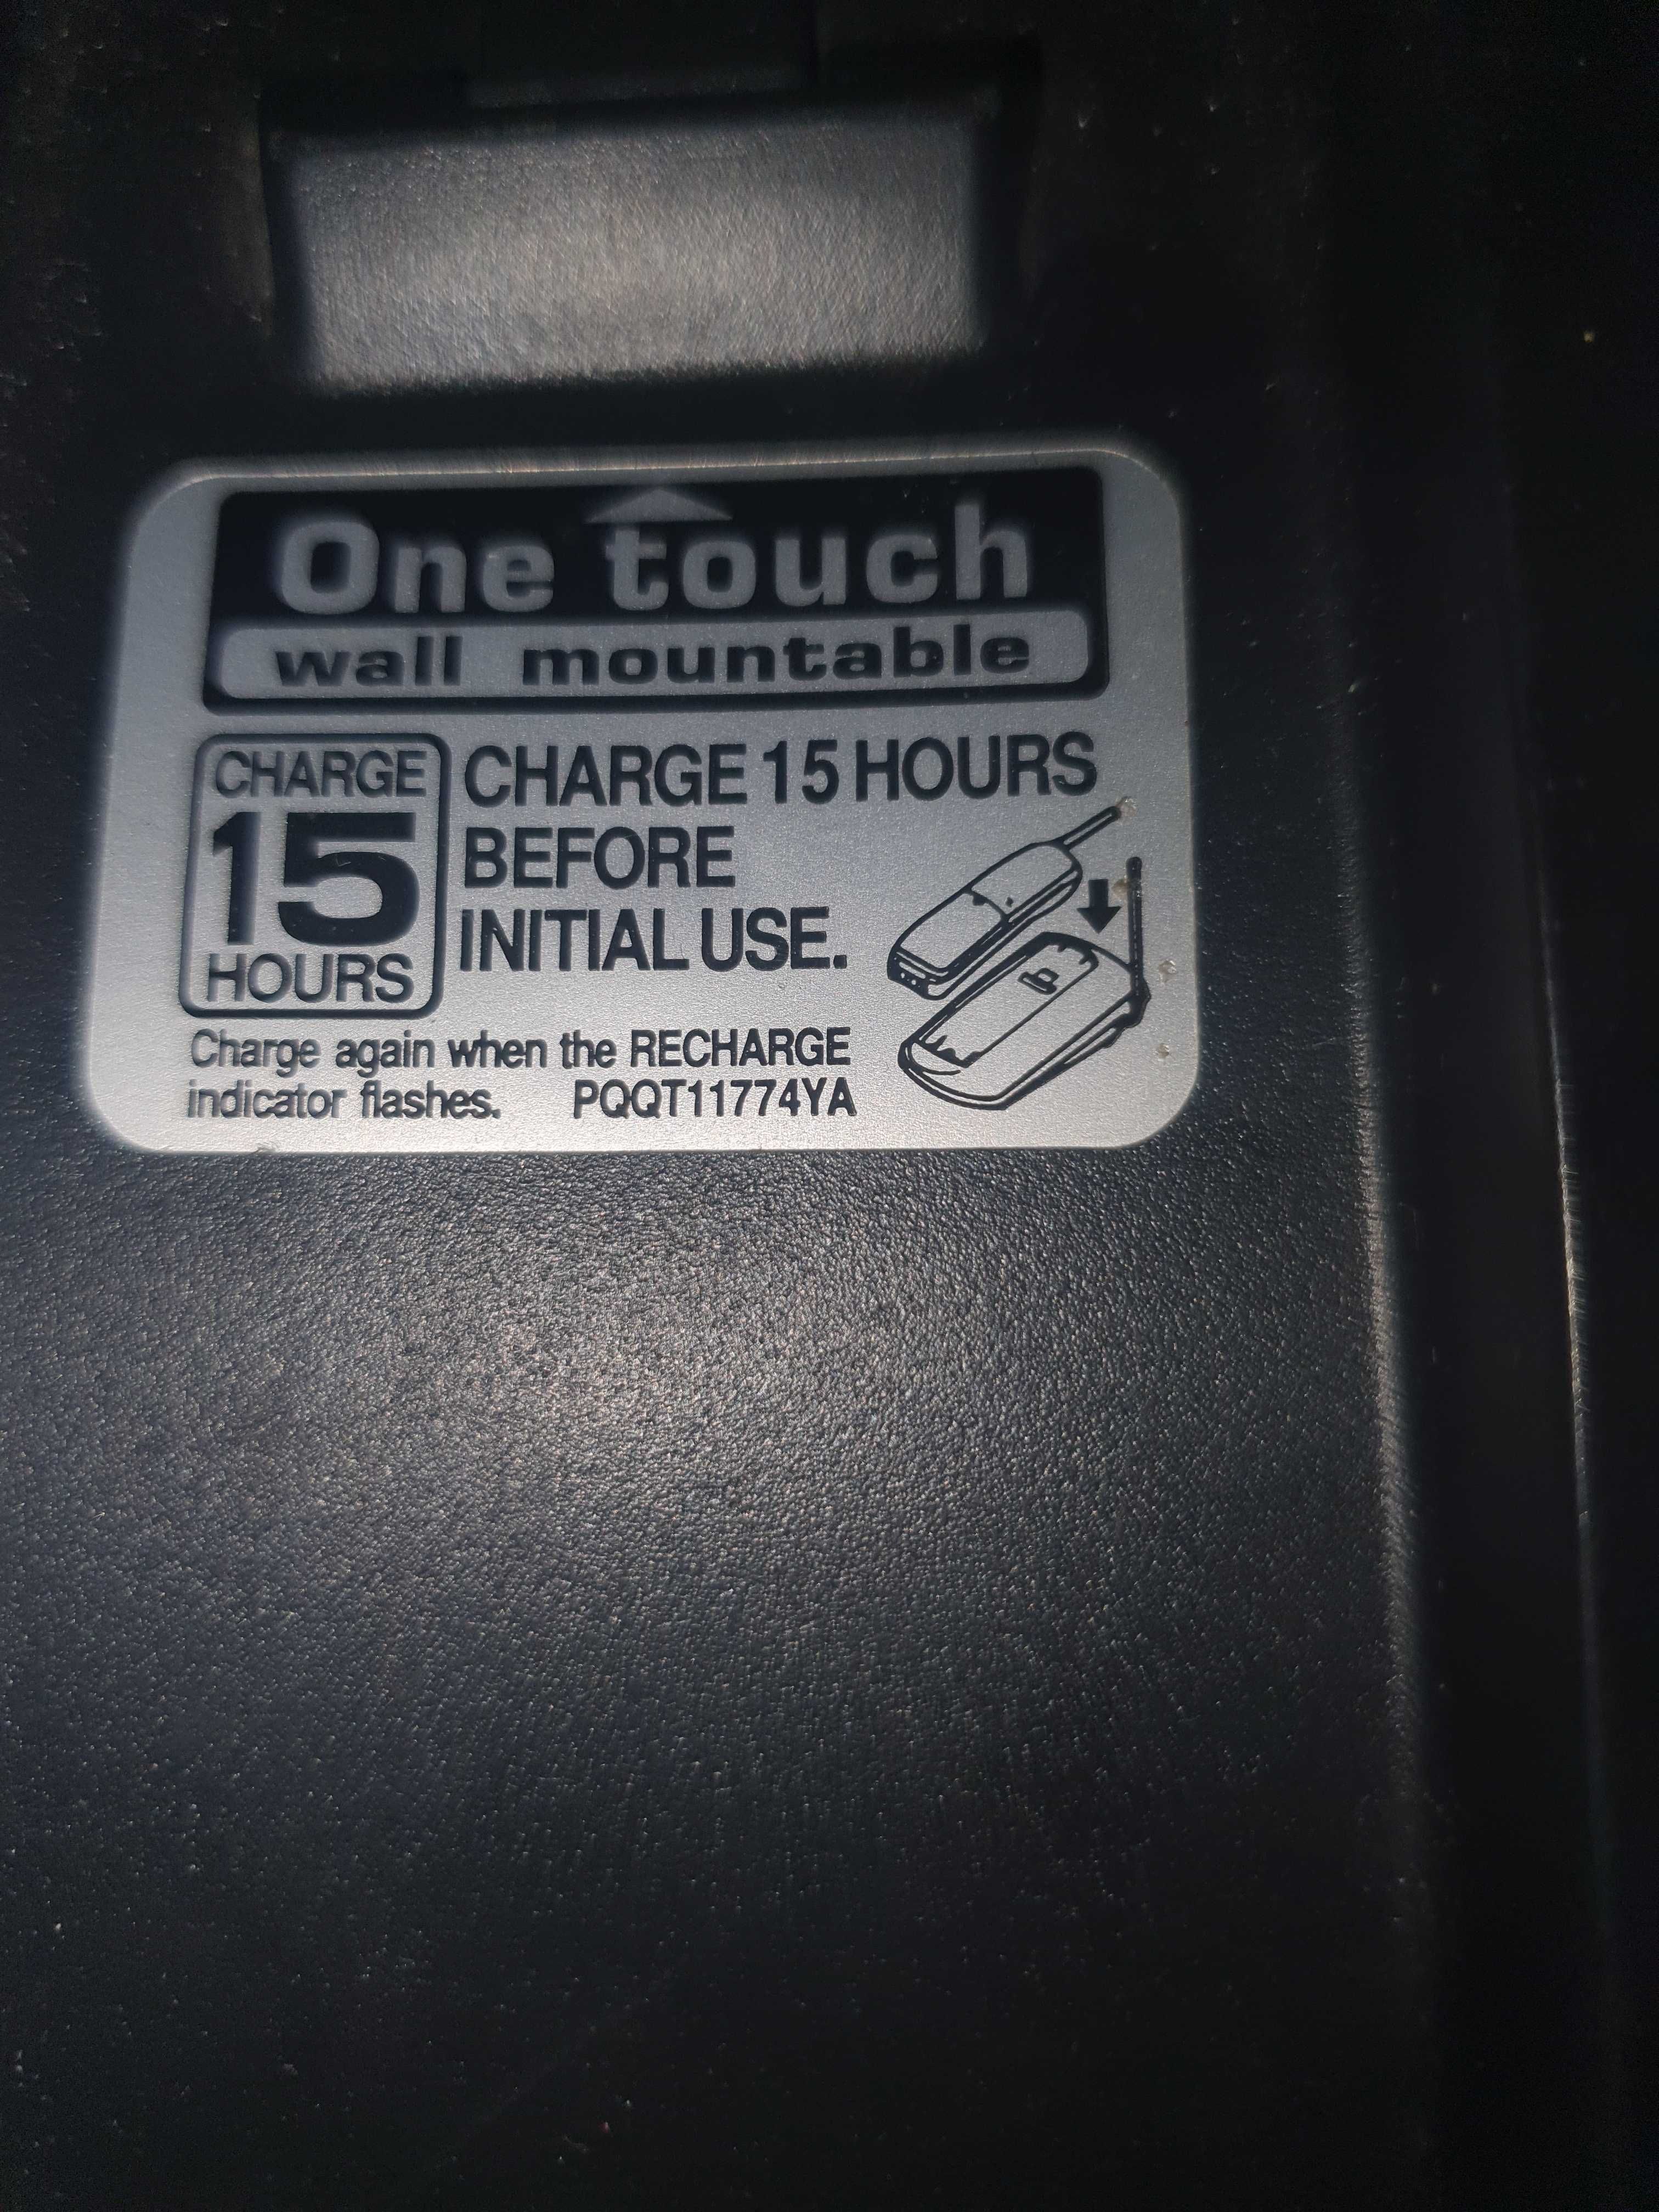 One touch
wall mountable
CHARGE
15
HOURS
CHARGE 15 HOURS
BEFORE
INITIAL USE.
Charge again when the RECHARGE
indicator flashes. PQQT11774YA